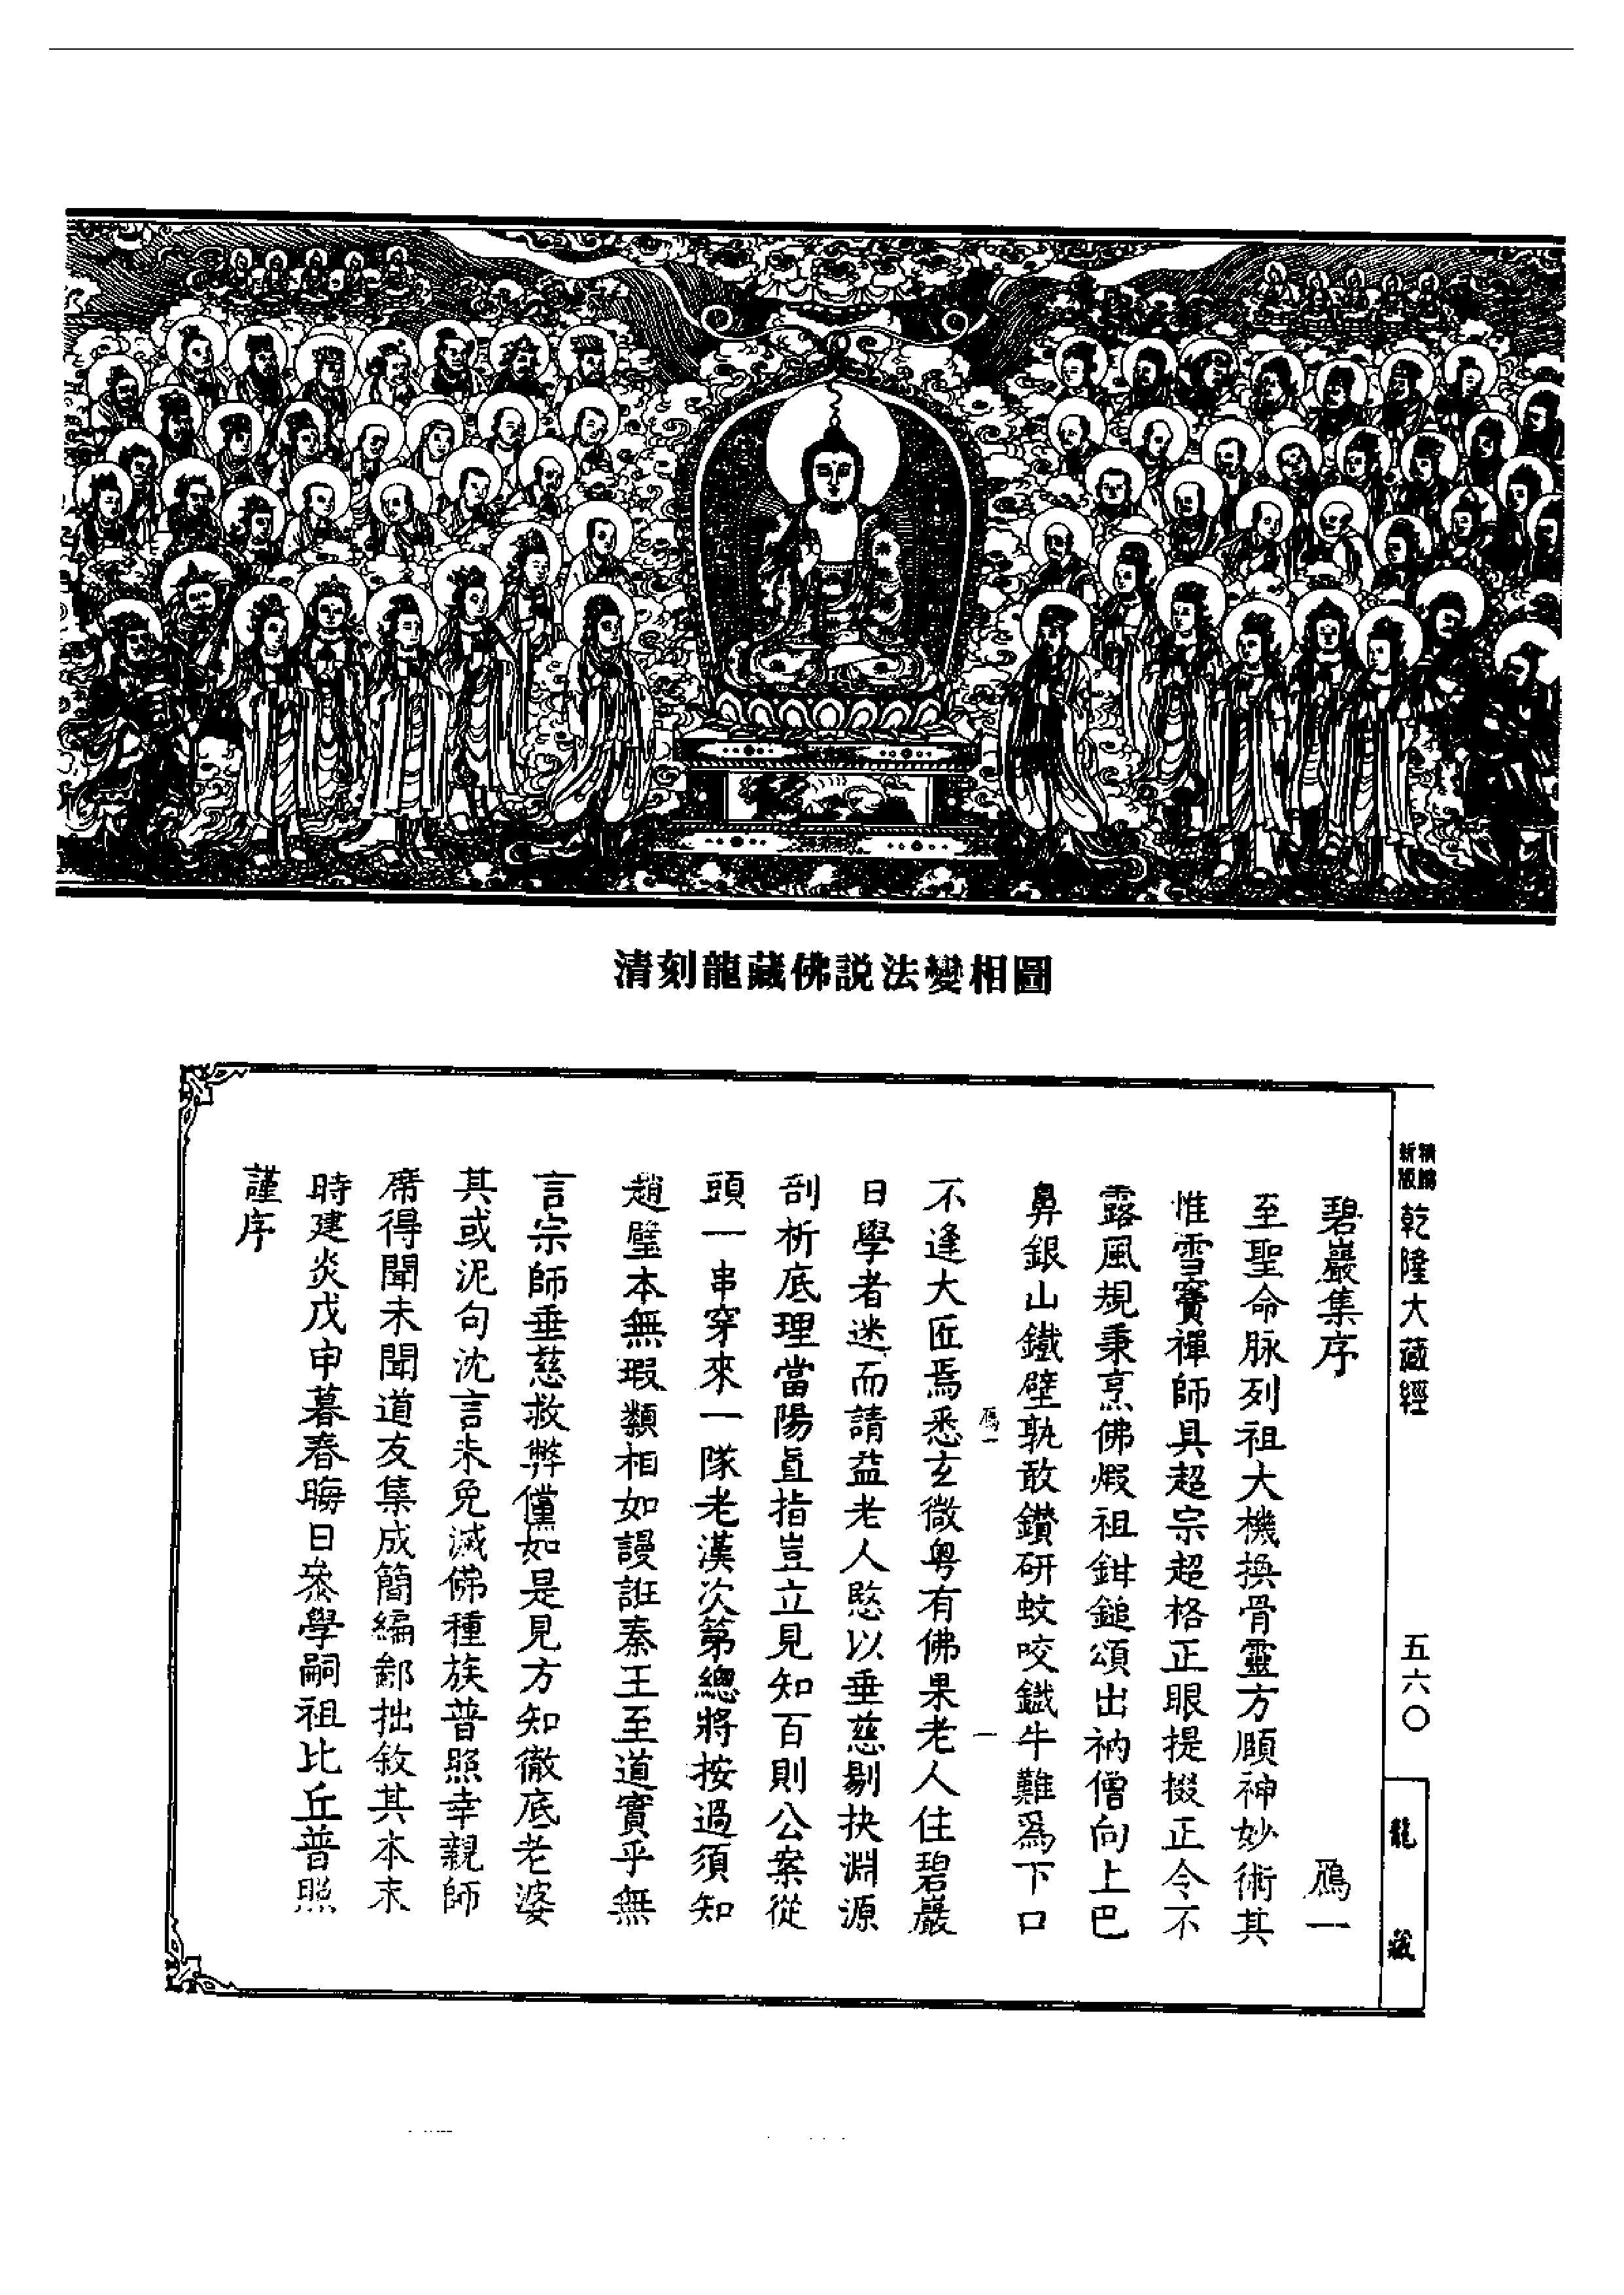 清刻龍藏佛説法變相圖
新版
乾隆大藏經
五六〇
龍藏
碧巖集序
鴈一
至聖命脉列祖大機換骨靈方頤神妙術其
惟雪竇禪師具超宗超格正眼提掇正令不
露風規秉烹佛煆祖鉗鎚頌出衲僧向上巴
鼻銀山鐵壁孰敢鑚研蚊咬鐵牛難爲下口
鴈一
一
不逢大匠焉悉玄微粤有佛果老人住碧巖
日學者迷而請益老人愍以垂慈剔抉淵源
剖析底理當陽直指豈立見知百則公案從
頭一串穿來一隊老漢次第總將按過須知
趙璧本無瑕纇相如謾誑秦王至道實乎無
言宗師垂慈救弊儻如是見方知徹底老婆
其或泥句沈言未免滅佛種族普照幸親師
席得聞未聞道友集成簡編鄙拙敘其本末
時建炎戊申暮春晦日叅學嗣祖比丘普照
謹序